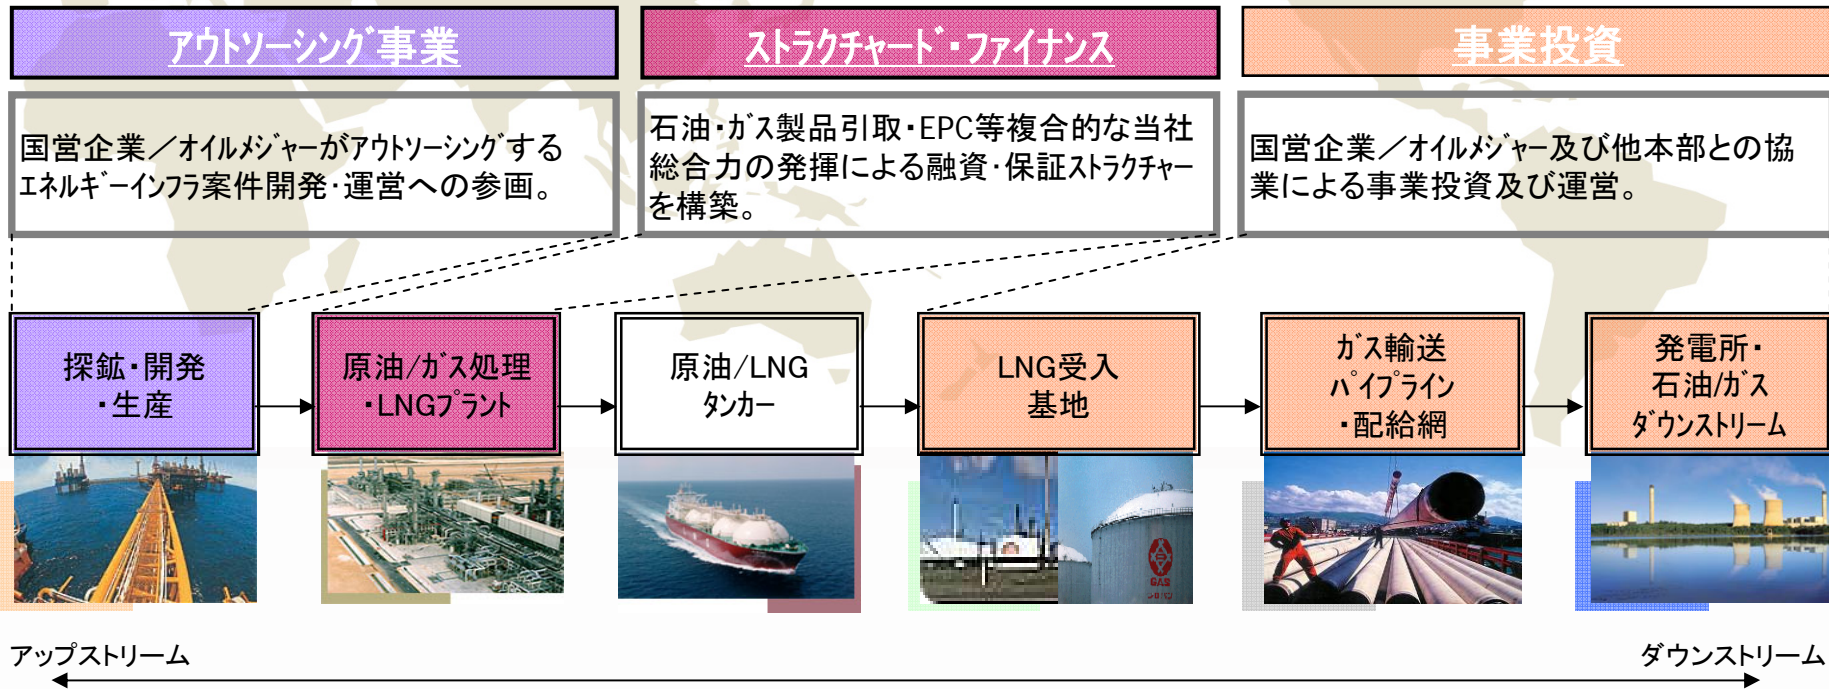 アウトソーシング事業
ストラクチャード・ファイナンス
事業投資
国営企業／オイルメジャーがアウトソーシングする
エネルギーインフラ案件開発・運営への参画。
石油・ガス製品引取・EPC等複合的な当社
総合力の発揮による融資・保証ストラクチャー
を構築。
国営企業／オイルメジャー及び他本部との協
業による事業投資及び運営。
探鉱・開発
・生産
原油/ガス処理
・LNGプラント
原油/LNG
タンカー
LNG受入
基地
ガス輸送
パイプライン
・配給網
発電所・
石油/ガス
ダウンストリーム
GAS
アップストリーム
ダウンストリーム